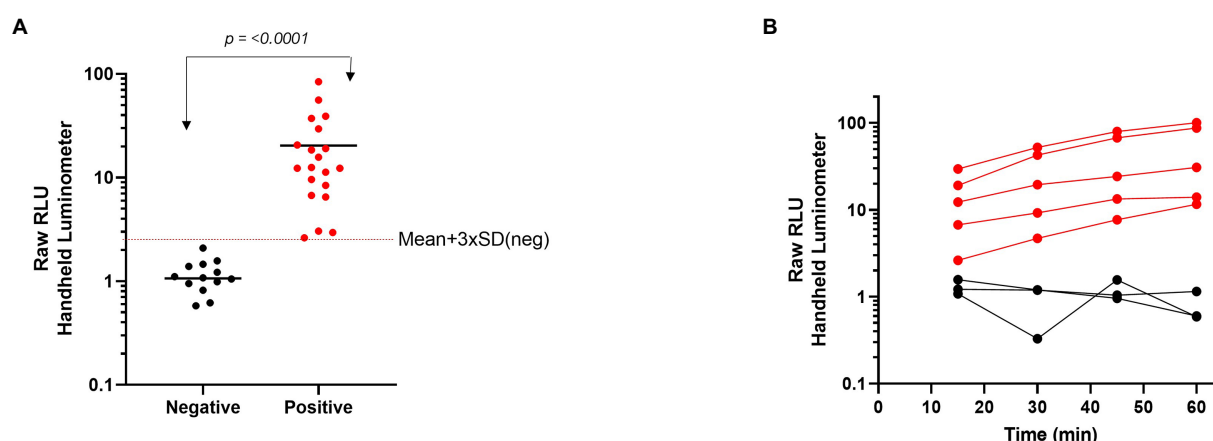 A
p = <0.0001
Raw RLU
Handheld Luminometer
100
10
1
0.1
Mean+3xSD(neg)
Negative
Positive
B
Raw RLU
Handheld Luminometer
100
10
1
0.1
0 10 20 30 40 50 60
Time (min)